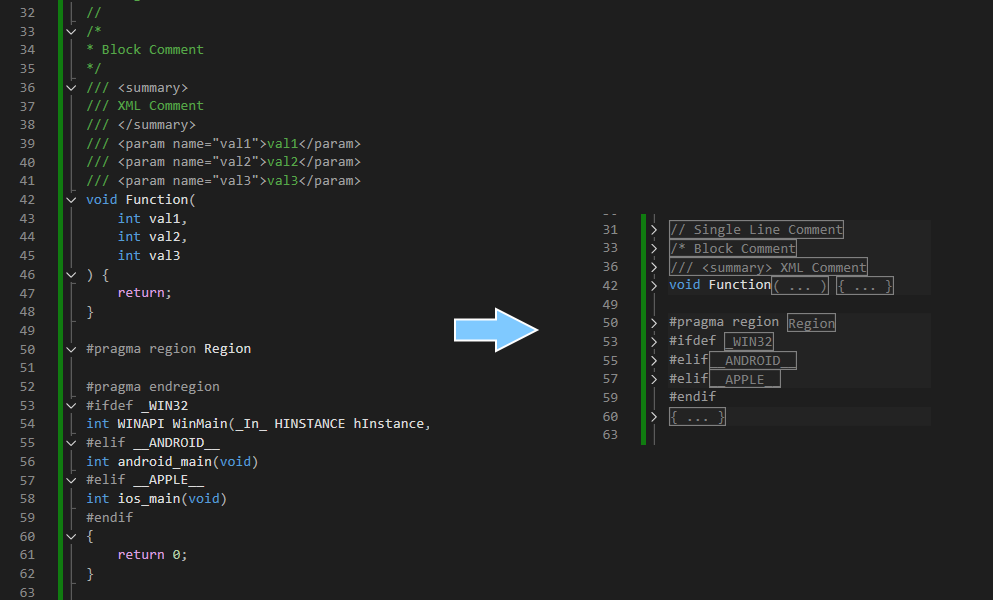 32 //
33 /*
34 * Block Comment
35 */
36 /// <summary>
37 /// XML Comment
38 /// </summary>
39 /// <param name="val1">val1</param>
40 /// <param name="val2">val2</param>
41 /// <param name="val3">val3</param>
42 void Function(
43 int val1,
44 int val2,
45 int val3
46 ) {
47 return;
48 }
49
50 #pragma region Region
51
52 #pragma endregion
53 #ifdef _WIN32
54 int WINAPI WinMain(_In_ HINSTANCE hInstance,
55 #elif __ANDROID__
56 int android_main(void)
57 #elif __APPLE__
58 int ios_main(void)
59 #endif
60 {
61 return 0;
62 }
63
31 // Single Line Comment
33 /* Block Comment
36 /// <summary> XML Comment
42 void Function( ... ) { ... }
49
50 #pragma region Region
53 #ifdef _WIN32
55 #elif __ANDROID__
57 #elif __APPLE__
59 #endif
60 { ... }
63